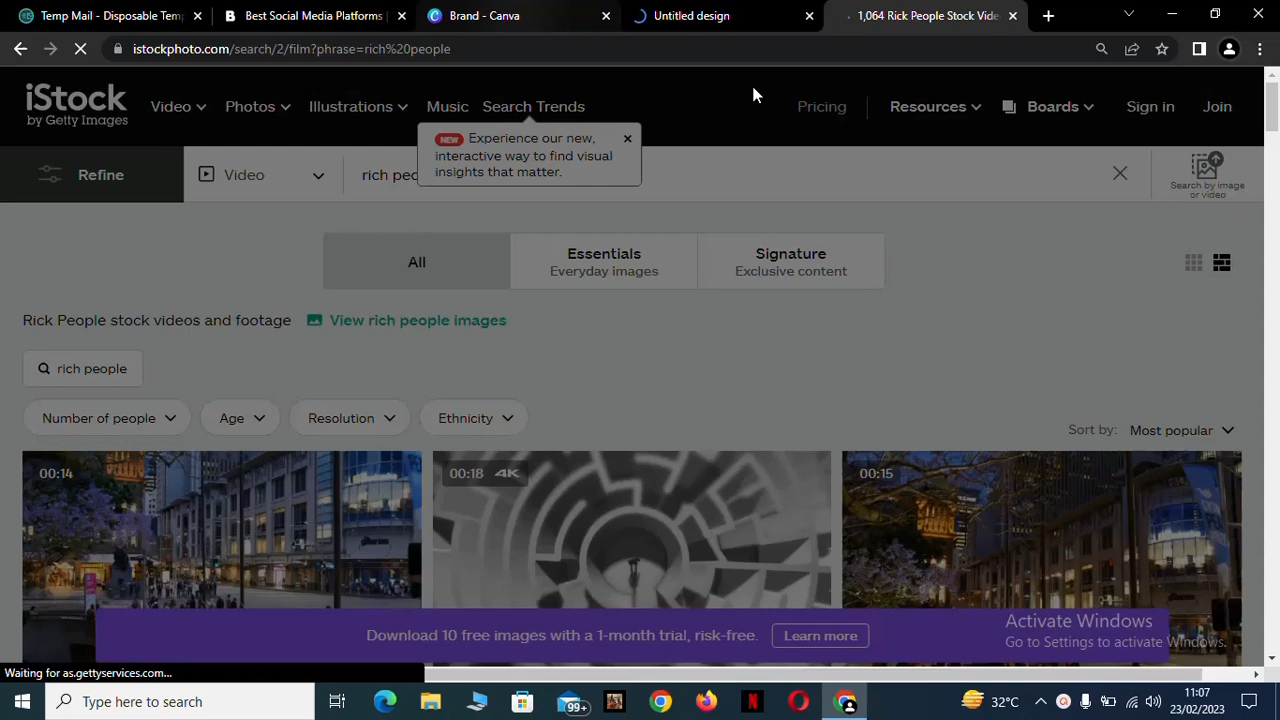 Temp Mail - Disposable Tem
Best Social Media Platforms
Brand - Canva
Untitled design
1,064 Rick People Stock Vide
istockphoto.com/search/2/film?phrase=rich%20people
iStock
by Getty Images
Video
Photos
Illustrations
Music
Search Trends
Pricing
Resources
Boards
Sign in
Join
NEW Experience our new,
interactive way to find visual
insights that matter.
Refine
Video
rich peo
Search by image
or video
All
Essentials
Everyday images
Signature
Exclusive content
Rick People stock videos and footage
View rich people images
rich people
Number of people
Age
Resolution
Ethnicity
Sort by: Most popular
00:14
00:18 4K
00:15
Download 10 free images with a 1-month trial, risk-free. Learn more
Activate Windows
Go to Settings to activate Windows.
Waiting for as.gettyservices.com...
Type here to search
99+
N
32°C
11:07
23/02/2023